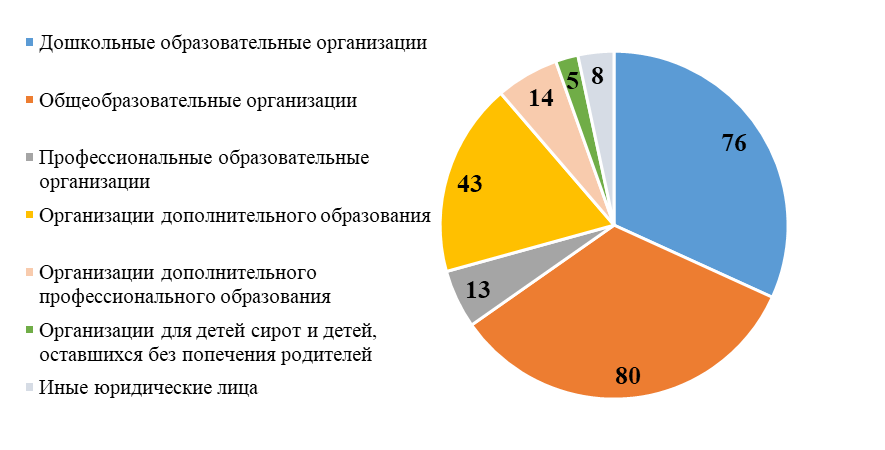 Дошкольные образовательные организации
Общеобразовательные организации
Профессиональные образовательные
организации
Организации дополнительного образования
Организации дополнительного
профессионального образования
Организации для детей сирот и детей,
оставшихся без попечения родителей
Иные юридические лица
76
80
13
43
14
5
8